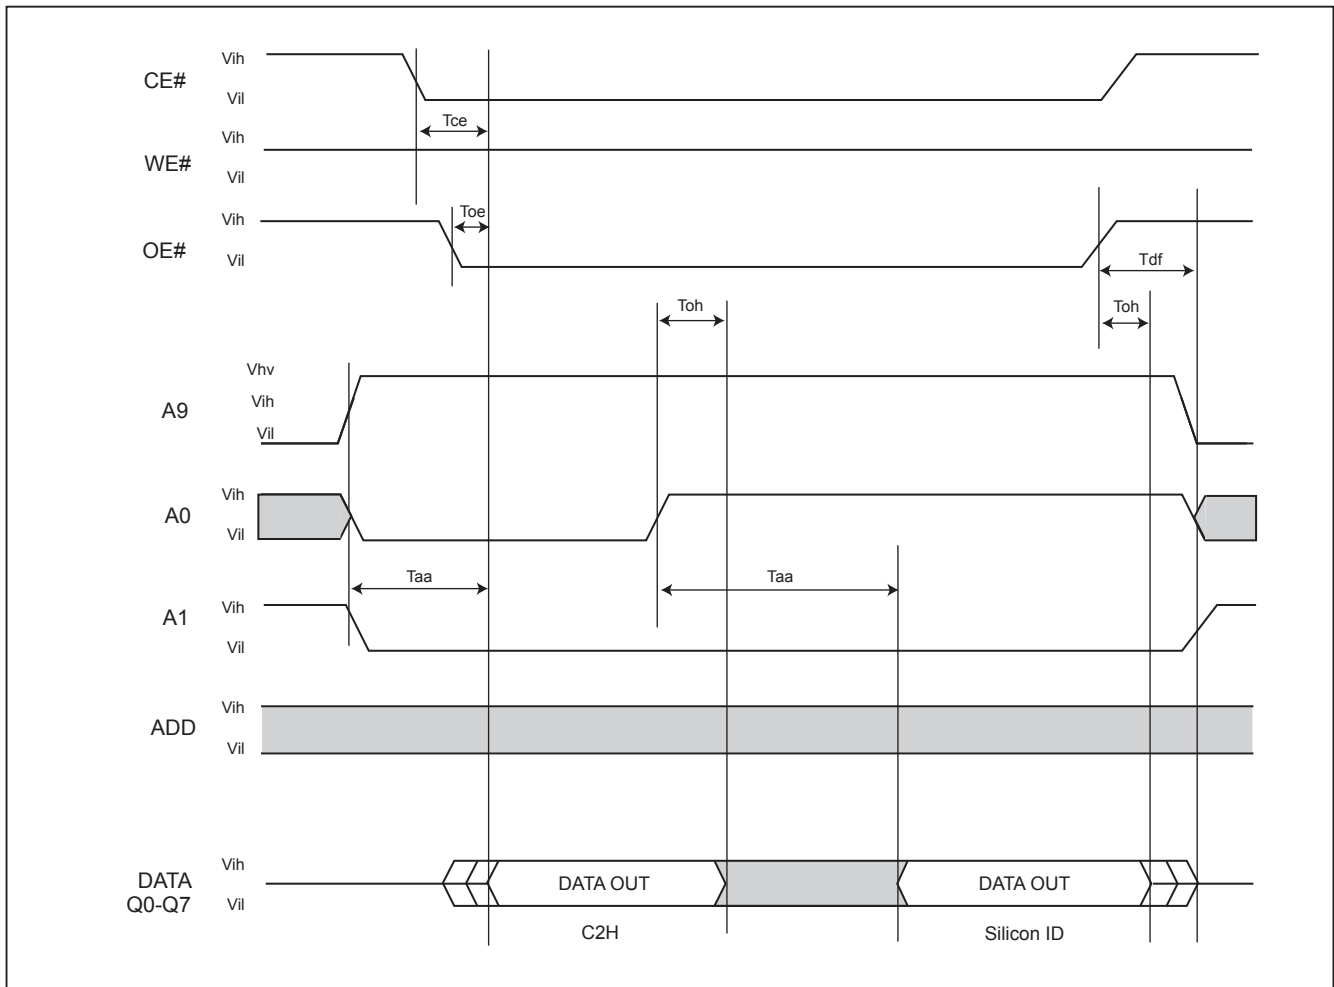 CE#
Vih
Vil
Tce
WE#
Vih
Vil
Toe
OE#
Vih
Vil
Tdf
Toh
Toh
A9
Vhv
Vih
Vil
A0
Vih
Vil
Taa
Taa
A1
Vih
Vil
ADD
Vih
Vil
DATA
Q0-Q7
Vih
Vil
DATA OUT
DATA OUT
C2H
Silicon ID